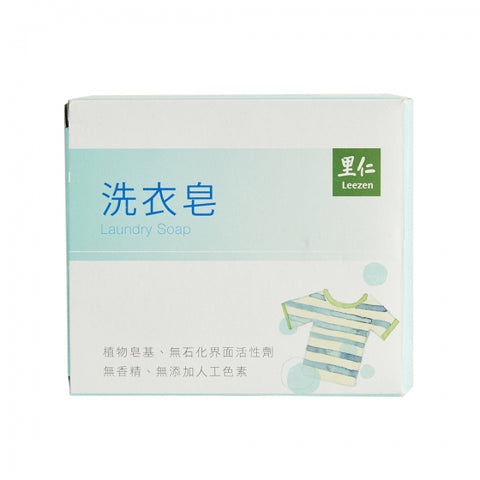 里仁
Leezen
洗衣皂
Laundry Soap
植物皂基、無石化界面活性劑
無香精、無添加人工色素